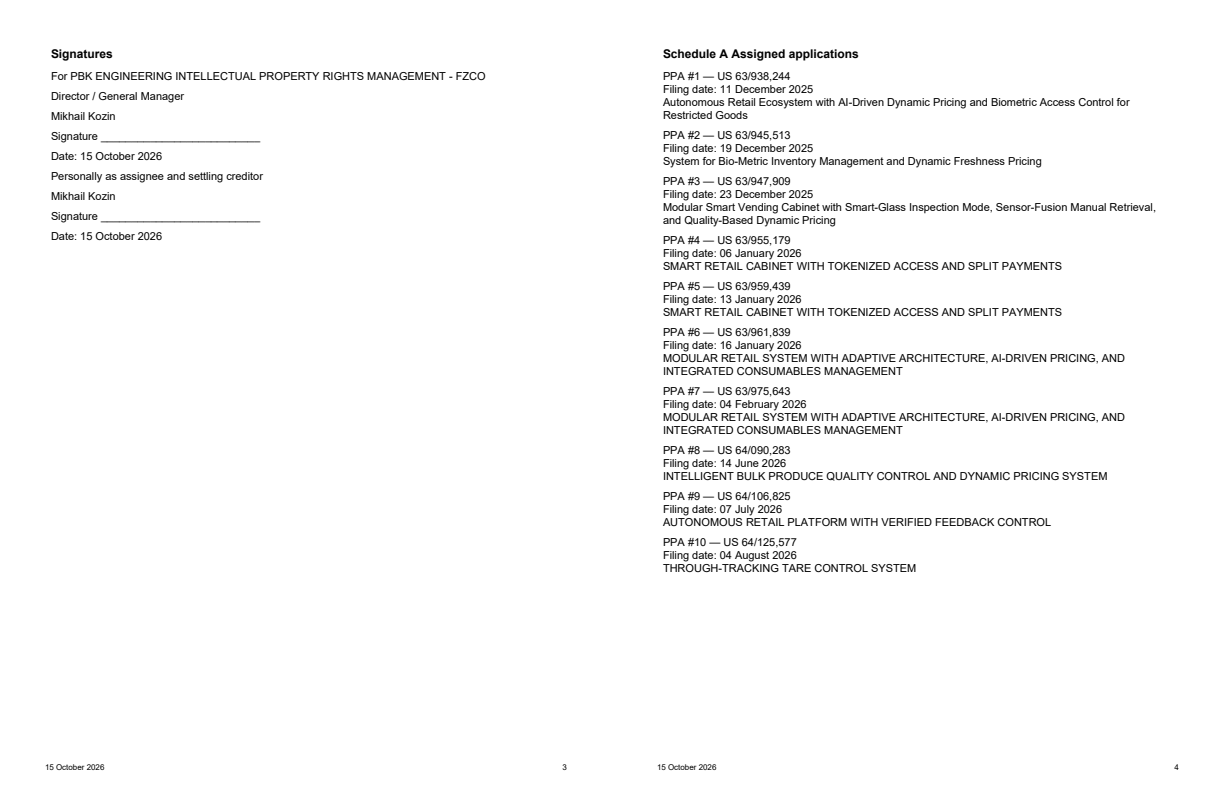 Signatures
For PBK ENGINEERING INTELLECTUAL PROPERTY RIGHTS MANAGEMENT - FZCO
Director / General Manager
Mikhail Kozin
Signature __________________________
Date: 15 October 2026
Personally as assignee and settling creditor
Mikhail Kozin
Signature __________________________
Date: 15 October 2026
15 October 2026
3
Schedule A Assigned applications
PPA #1 — US 63/938,244
Filing date: 11 December 2025
Autonomous Retail Ecosystem with AI-Driven Dynamic Pricing and Biometric Access Control for
Restricted Goods
PPA #2 — US 63/945,513
Filing date: 19 December 2025
System for Bio-Metric Inventory Management and Dynamic Freshness Pricing
PPA #3 — US 63/947,909
Filing date: 23 December 2025
Modular Smart Vending Cabinet with Smart-Glass Inspection Mode, Sensor-Fusion Manual Retrieval,
and Quality-Based Dynamic Pricing
PPA #4 — US 63/955,179
Filing date: 06 January 2026
SMART RETAIL CABINET WITH TOKENIZED ACCESS AND SPLIT PAYMENTS
PPA #5 — US 63/959,439
Filing date: 13 January 2026
SMART RETAIL CABINET WITH TOKENIZED ACCESS AND SPLIT PAYMENTS
PPA #6 — US 63/961,839
Filing date: 16 January 2026
MODULAR RETAIL SYSTEM WITH ADAPTIVE ARCHITECTURE, AI-DRIVEN PRICING, AND
INTEGRATED CONSUMABLES MANAGEMENT
PPA #7 — US 63/975,643
Filing date: 04 February 2026
MODULAR RETAIL SYSTEM WITH ADAPTIVE ARCHITECTURE, AI-DRIVEN PRICING, AND
INTEGRATED CONSUMABLES MANAGEMENT
PPA #8 — US 64/090,283
Filing date: 14 June 2026
INTELLIGENT BULK PRODUCE QUALITY CONTROL AND DYNAMIC PRICING SYSTEM
PPA #9 — US 64/106,825
Filing date: 07 July 2026
AUTONOMOUS RETAIL PLATFORM WITH VERIFIED FEEDBACK CONTROL
PPA #10 — US 64/125,577
Filing date: 04 August 2026
THROUGH-TRACKING TARE CONTROL SYSTEM
15 October 2026
4